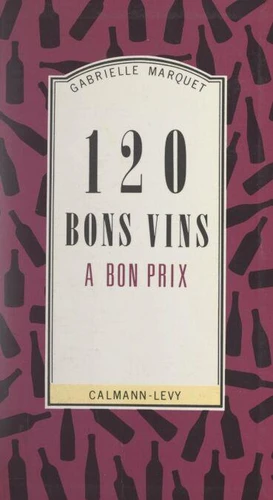 GABRIELLE MARQUET
120
BONS VINS
A BON PRIX
CALMANN-LEVY